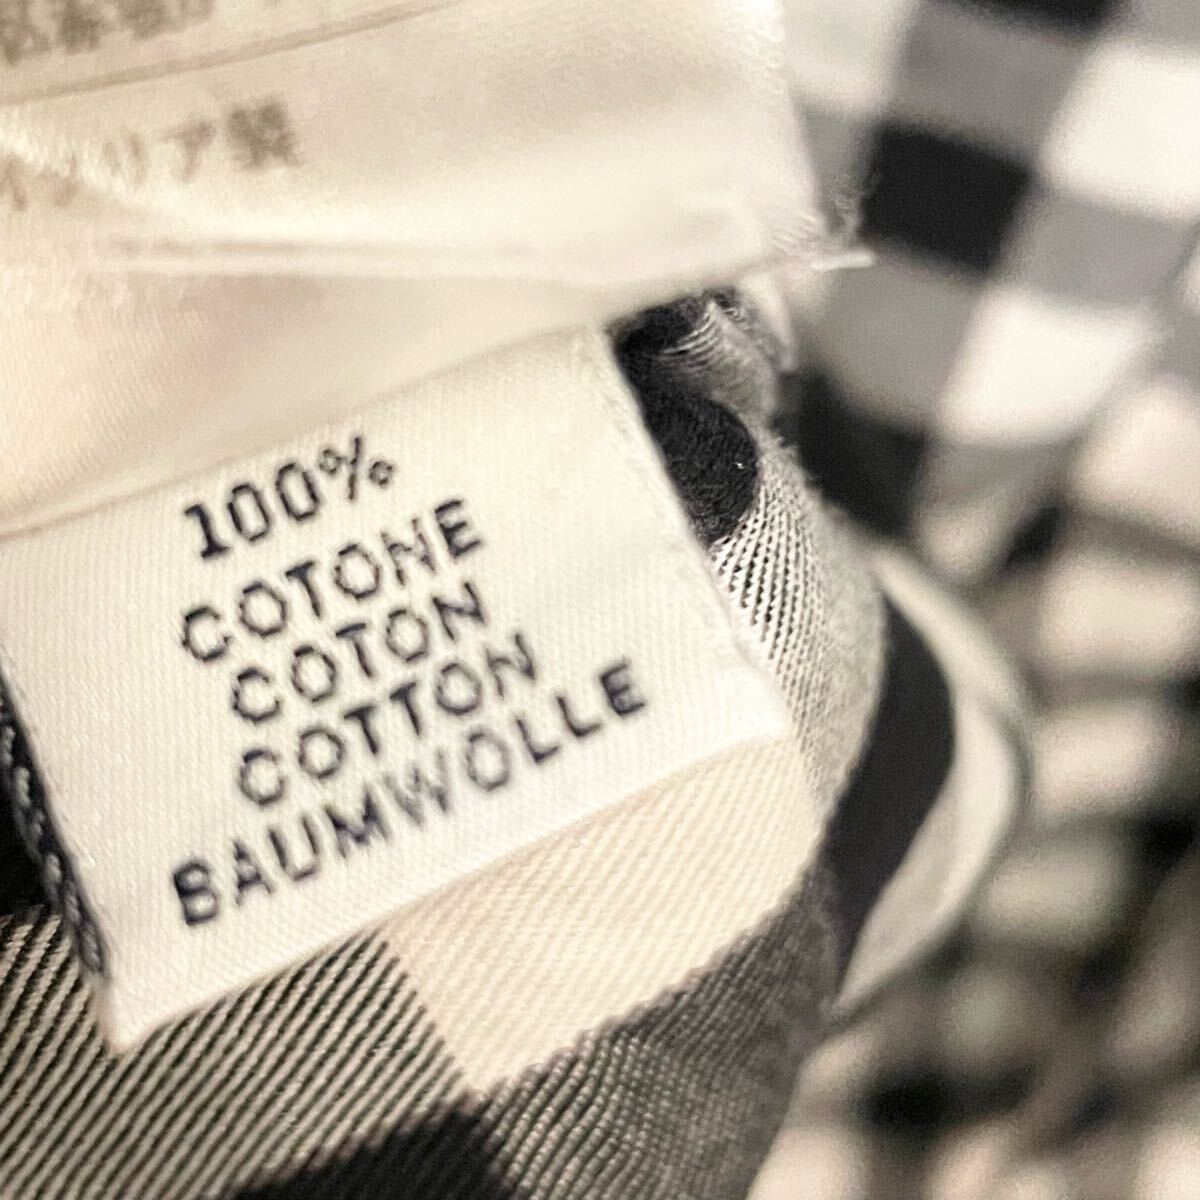 イタリア製
100%
COTONE
COTON
COTTON
BAUMWOLLE